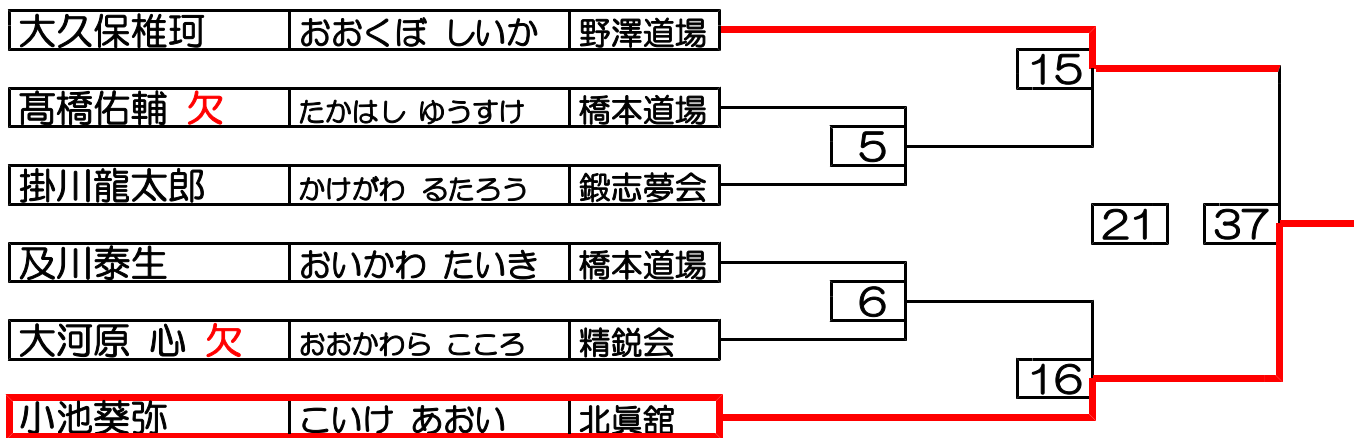 大久保椎珂 おおくぼ しいか 野澤道場
15
髙橋佑輔 欠 たかはし ゆうすけ 橋本道場
5
掛川龍太郎 かけがわ るたろう 鍛志夢会
21 37
及川泰生 おいかわ たいき 橋本道場
6
大河原 心 欠 おおかわら こころ 精鋭会
16
小池葵弥 こいけ あおい 北眞舘